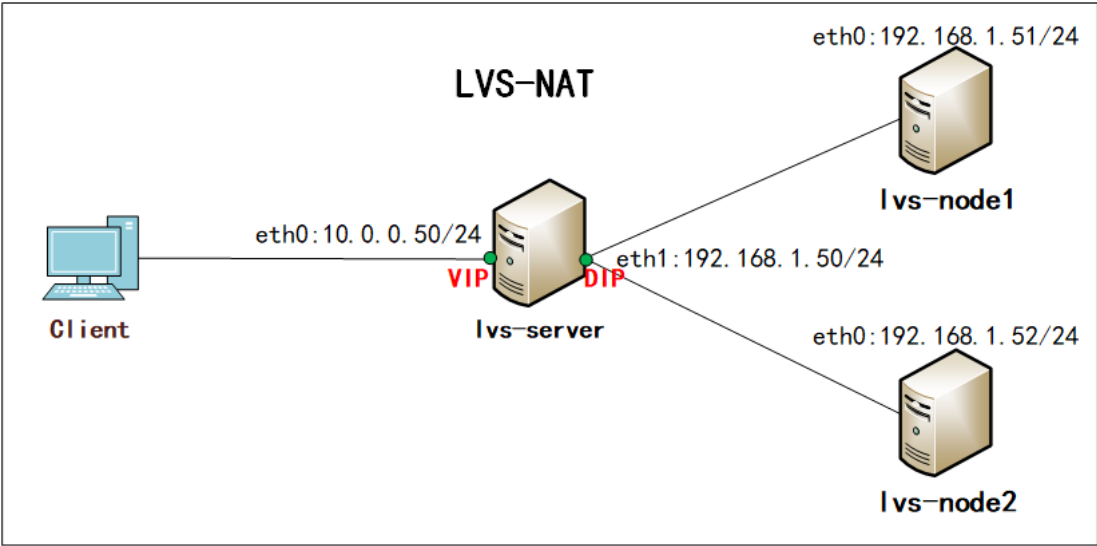 eth0:192.168.1.51/24
LVS-NAT
lvs-node1
eth0:10.0.0.50/24
eth1:192.168.1.50/24
VIP
DIP
Client
lvs-server
eth0:192.168.1.52/24
lvs-node2